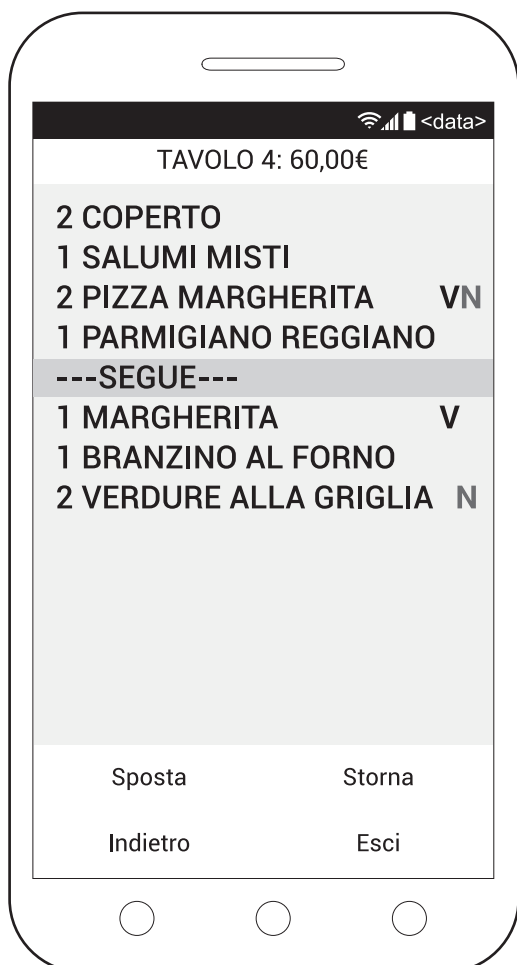 <data>
TAVOLO 4: 60,00€
2 COPERTO
1 SALUMI MISTI
2 PIZZA MARGHERITA VN
1 PARMIGIANO REGGIANO
---SEGUE---
1 MARGHERITA V
1 BRANZINO AL FORNO
2 VERDURE ALLA GRIGLIA N
Sposta Storna
Indietro Esci